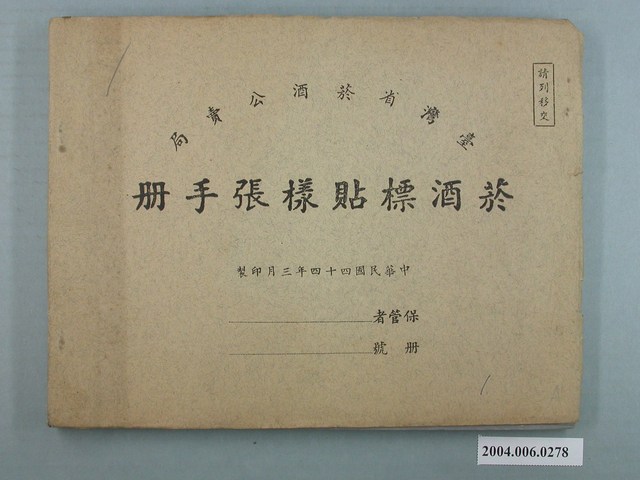 請列移交
臺灣省菸酒公賣局
菸酒標貼樣張手册
中華民國四十四年三月印製
保管者
册號
2004.006.0278